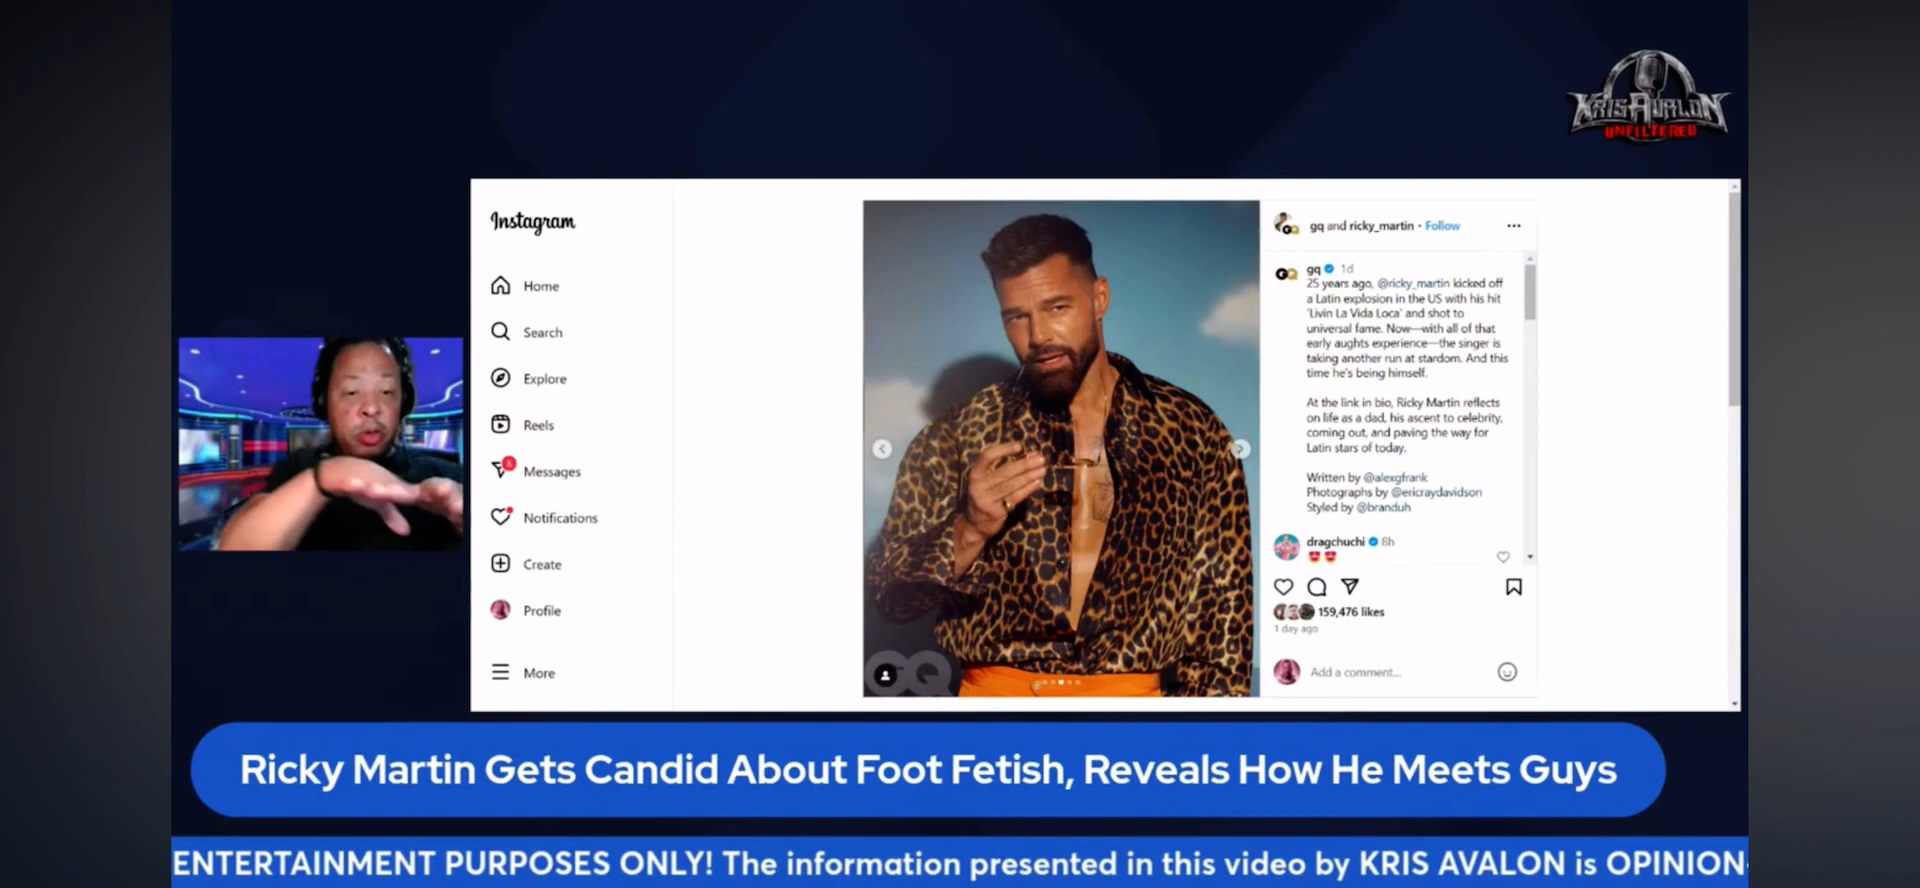 KRIS AVALON
UNFILTERED
Instagram
Home
Search
Explore
Reels
8
Messages
Notifications
Create
Profile
More
GQ
gq and ricky_martin • Follow
GQ
gq 1d
25 years ago, @ricky_martin kicked off
a Latin explosion in the US with his hit
'Livin La Vida Loca' and shot to
universal fame. Now—with all of that
early aughts experience—the singer is
taking another run at stardom. And this
time he's being himself.
At the link in bio, Ricky Martin reflects
on life as a dad, his ascent to celebrity,
coming out, and paving the way for
Latin stars of today.
Written by @alexgfrank
Photographs by @ericraydavidson
Styled by @branduh
dragchuchi 8h
159,476 likes
1 day ago
Add a comment...
Ricky Martin Gets Candid About Foot Fetish, Reveals How He Meets Guys
ENTERTAINMENT PURPOSES ONLY! The information presented in this video by KRIS AVALON is OPINION